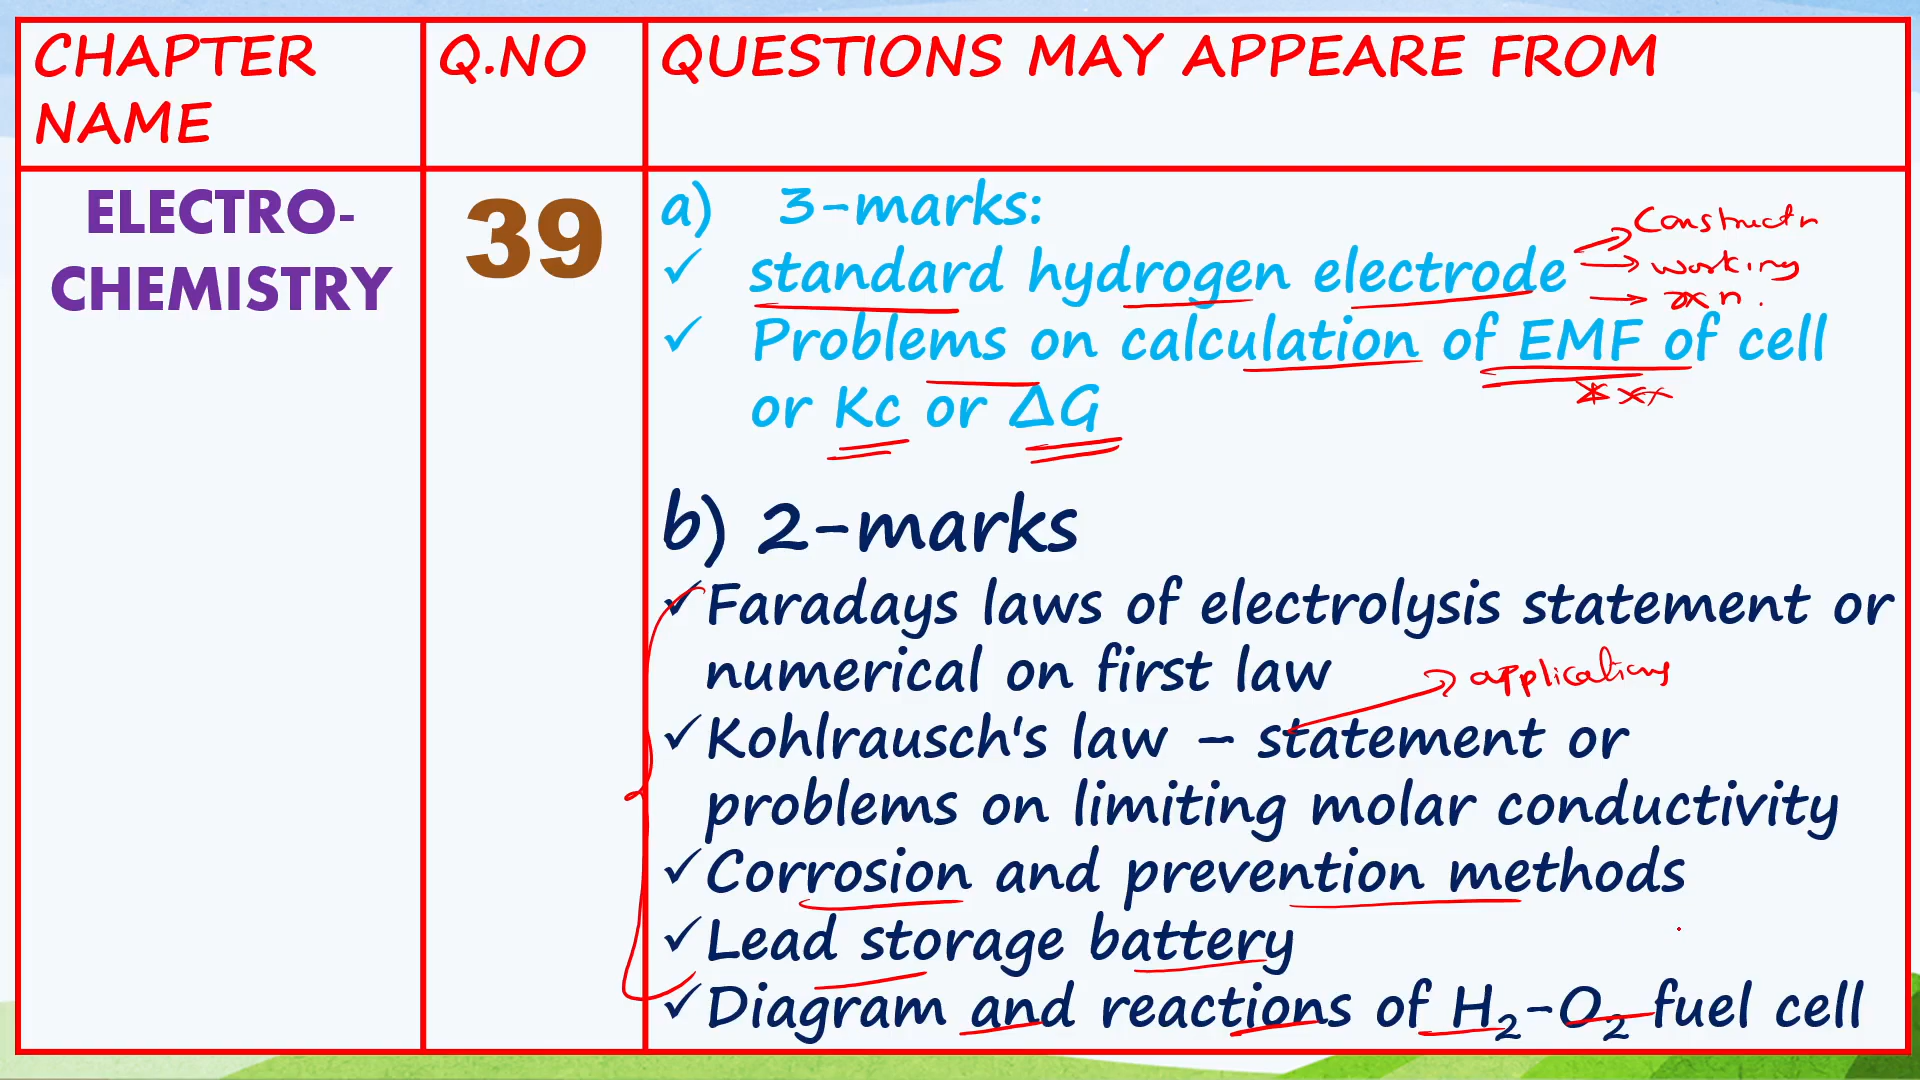 CHAPTER NAME
Q.NO
QUESTIONS MAY APPEARE FROM
ELECTRO-
CHEMISTRY
39
a) 3-marks:
✓ standard hydrogen electrode
→ Constructn
→ working
→ rxn.
✓ Problems on calculation of EMF of cell
or Kc or ΔG
b) 2-marks
✓ Faradays laws of electrolysis statement or
numerical on first law
→ applications
✓ Kohlrausch's law – statement or
problems on limiting molar conductivity
✓ Corrosion and prevention methods
✓ Lead storage battery
✓ Diagram and reactions of H₂-O₂ fuel cell